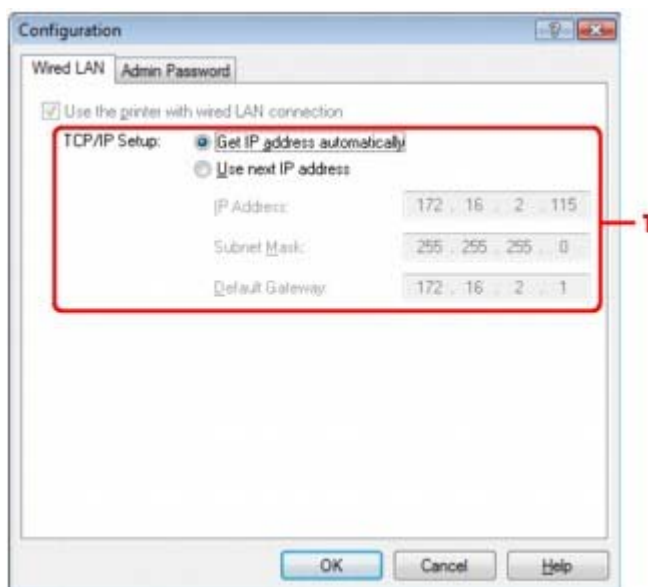 Configuration
Wired LAN
Admin Password
Use the printer with wired LAN connection
TCP/IP Setup:
Get IP address automatically
Use next IP address
IP Address:
172 . 16 . 2 . 115
1
Subnet Mask:
255 . 255 . 255 . 0
Default Gateway:
172 . 16 . 2 . 1
OK
Cancel
Help